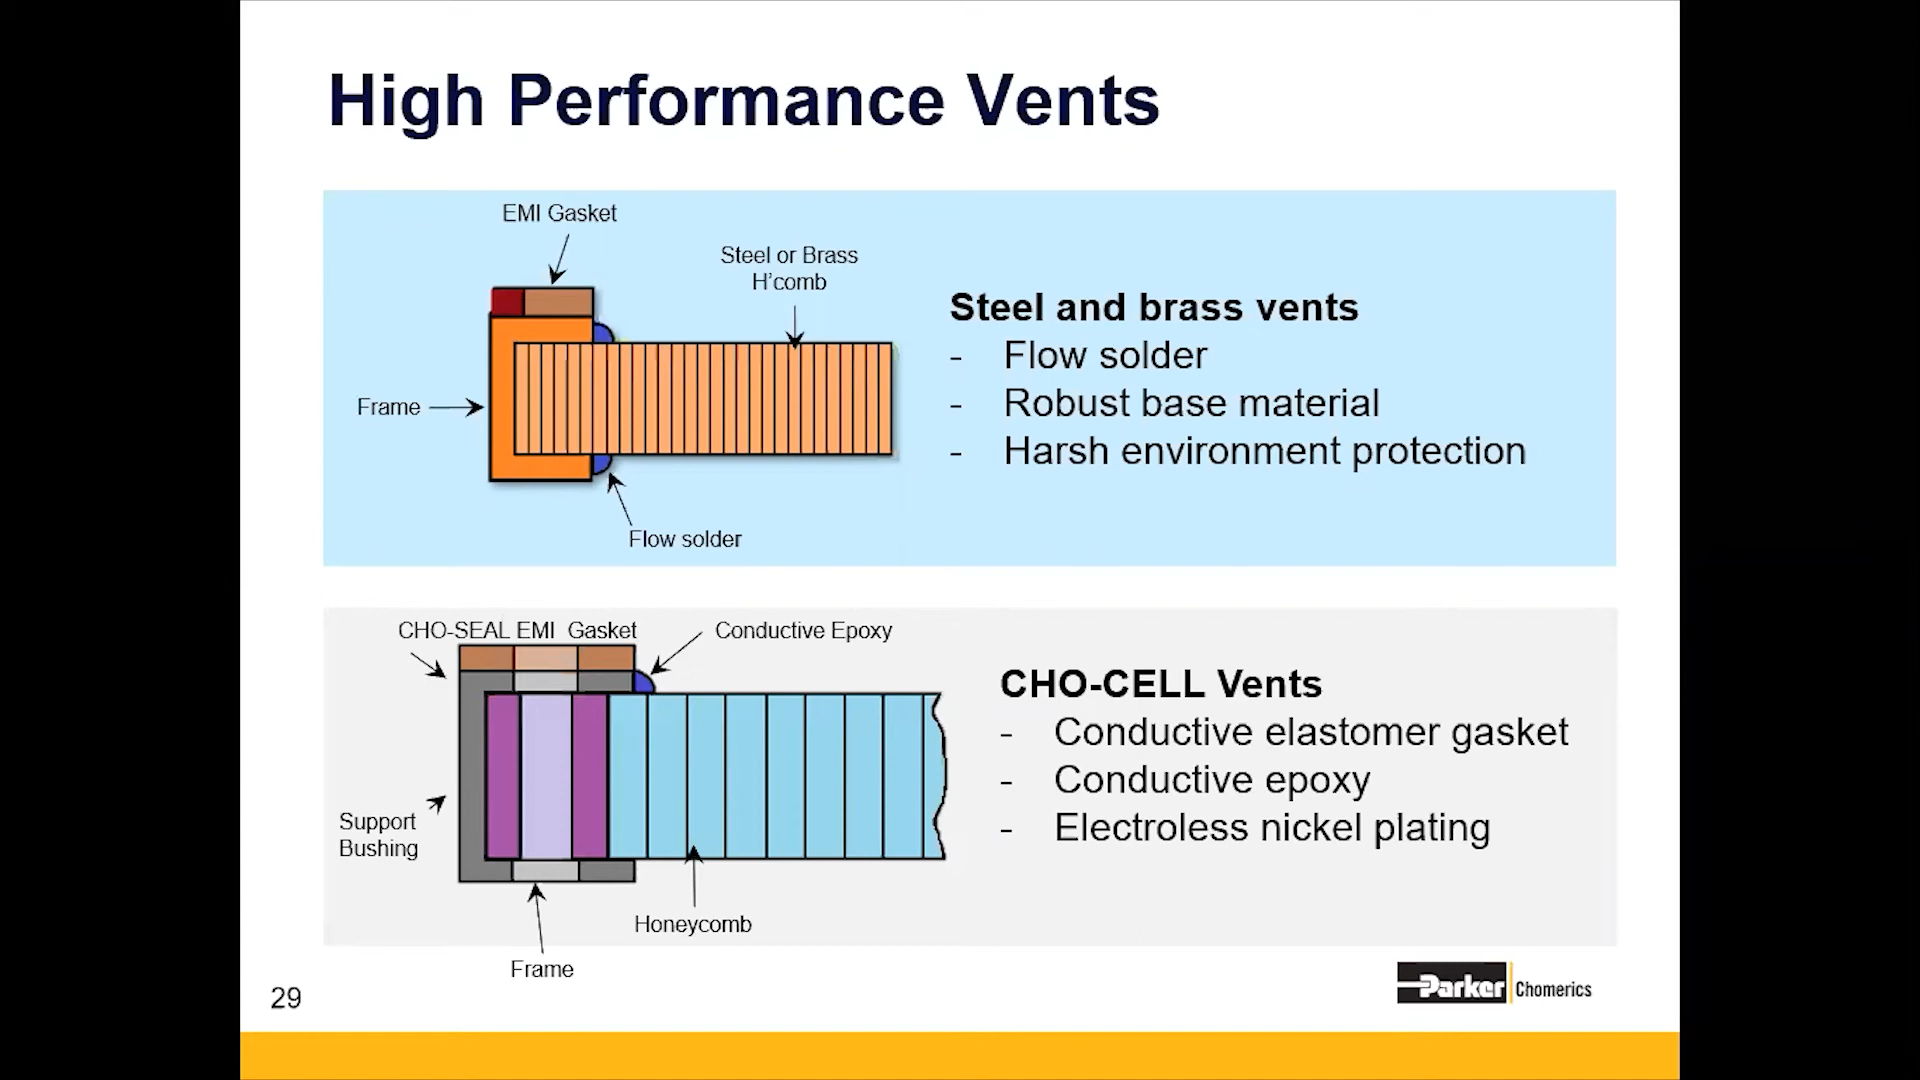 High Performance Vents
EMI Gasket
Steel or Brass
H'comb
Frame
Flow solder
Steel and brass vents
- Flow solder
- Robust base material
- Harsh environment protection
CHO-SEAL EMI Gasket
Conductive Epoxy
Support
Bushing
Honeycomb
Frame
CHO-CELL Vents
- Conductive elastomer gasket
- Conductive epoxy
- Electroless nickel plating
29
Parker Chomerics